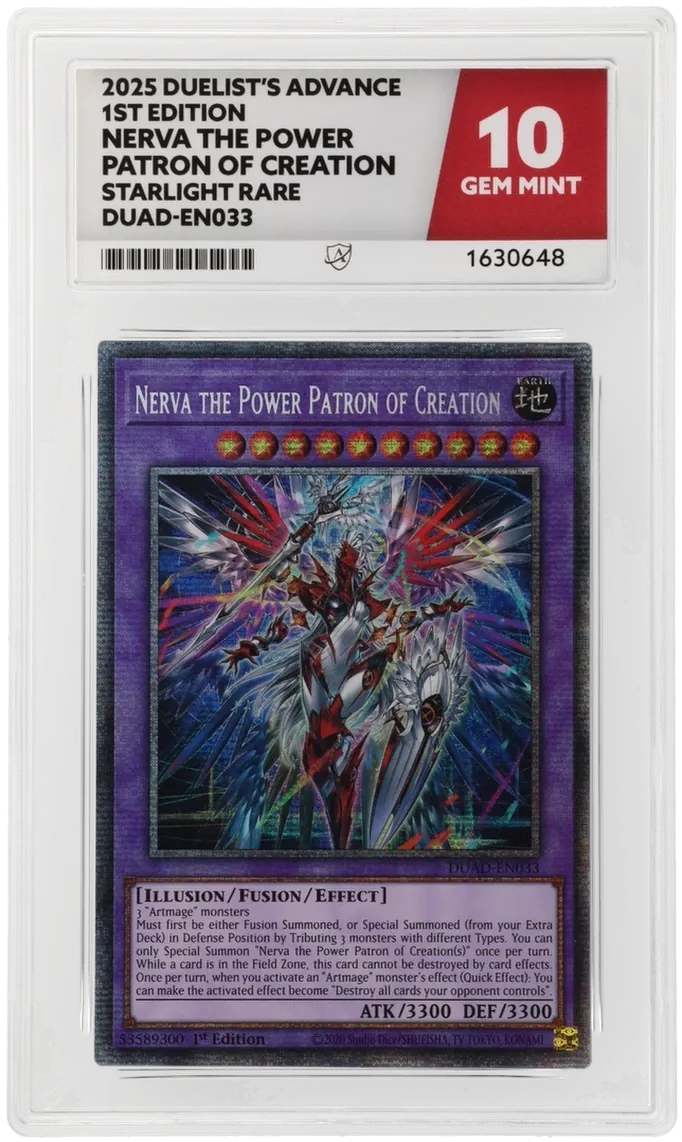 2025 DUELIST'S ADVANCE
1ST EDITION
NERVA THE POWER
PATRON OF CREATION
STARLIGHT RARE
DUAD-EN033
10
GEM MINT
1630648
NERVA THE POWER PATRON OF CREATION
EARTH
地
DUAD-EN033
[ILLUSION/FUSION/EFFECT]
3 "Artmage" monsters
Must first be either Fusion Summoned, or Special Summoned (from your Extra
Deck) in Defense Position by Tributing 3 monsters with different Types. You can
only Special Summon "Nerva the Power Patron of Creation(s)" once per turn.
While a card is in the Field Zone, this card cannot be destroyed by card effects.
Once per turn, when you activate an "Artmage" monster's effect (Quick Effect): You
can make the activated effect become "Destroy all cards your opponent controls".
ATK/3300 DEF/3300
53589300 1st Edition
©2020 Studio Dice/SHUEISHA, TV TOKYO, KONAMI